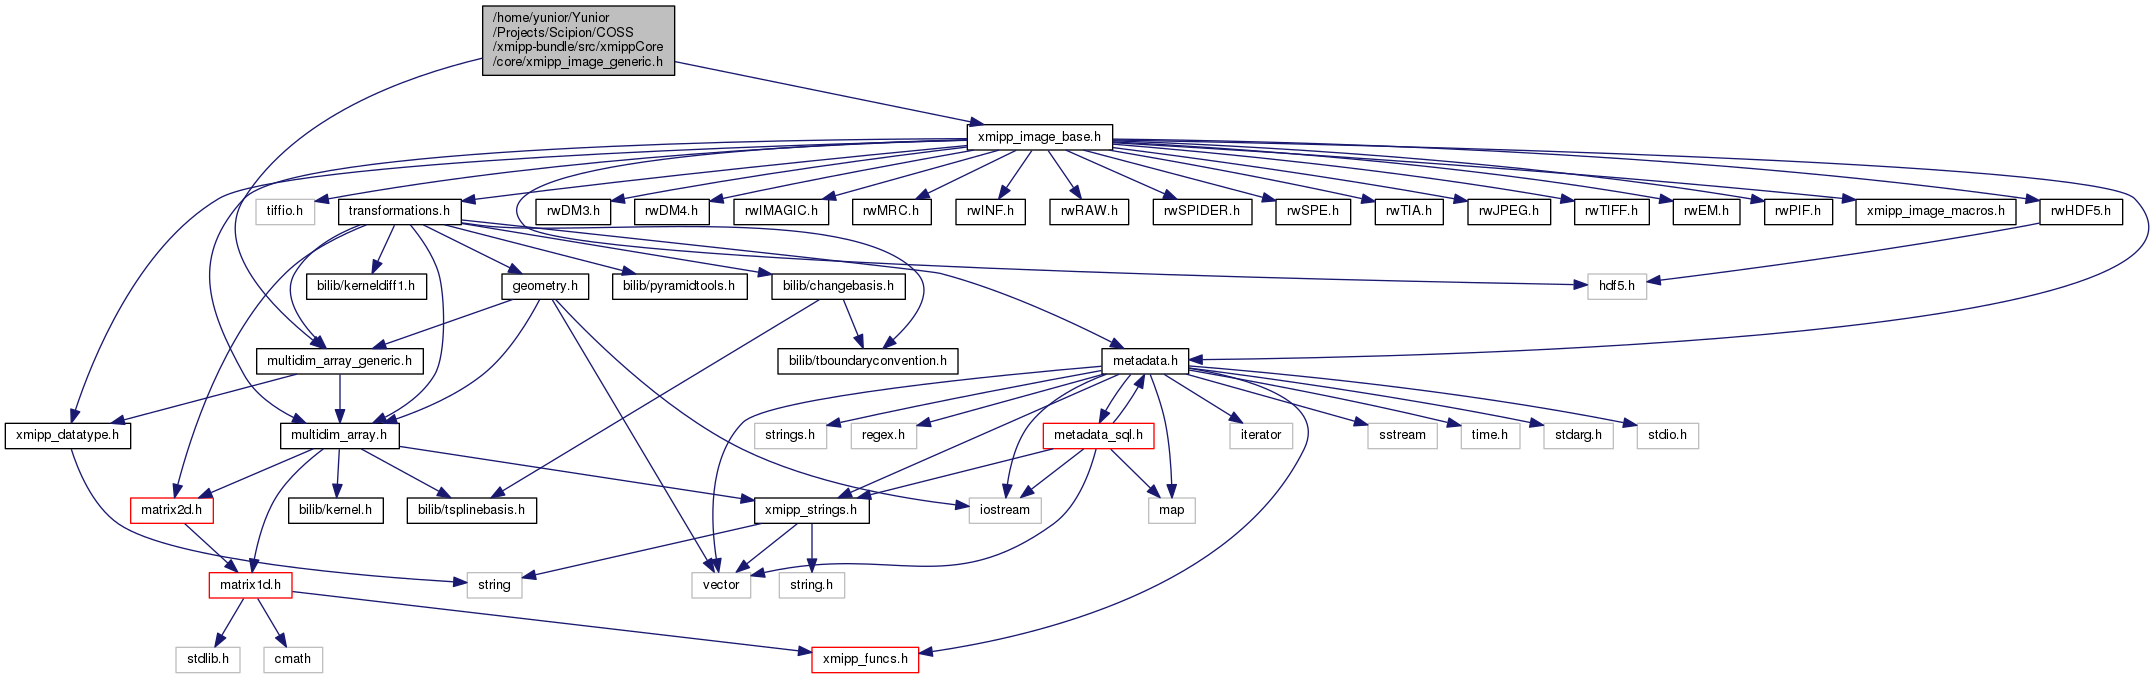 /home/yunior/Yunior
/Projects/Scipion/COSS
/xmipp-bundle/src/xmippCore
/core/xmipp_image_generic.h
xmipp_image_base.h
tiffio.h
transformations.h
rwDM3.h
rwDM4.h
rwIMAGIC.h
rwMRC.h
rwINF.h
rwRAW.h
rwSPIDER.h
rwSPE.h
rwTIA.h
rwJPEG.h
rwTIFF.h
rwEM.h
rwPIF.h
xmipp_image_macros.h
rwHDF5.h
bilib/kerneldiff1.h
geometry.h
bilib/pyramidtools.h
bilib/changebasis.h
hdf5.h
multidim_array_generic.h
bilib/tboundaryconvention.h
metadata.h
xmipp_datatype.h
multidim_array.h
strings.h
regex.h
metadata_sql.h
iterator
sstream
time.h
stdarg.h
stdio.h
matrix2d.h
bilib/kernel.h
bilib/tsplinebasis.h
xmipp_strings.h
iostream
map
matrix1d.h
string
vector
string.h
stdlib.h
cmath
xmipp_funcs.h